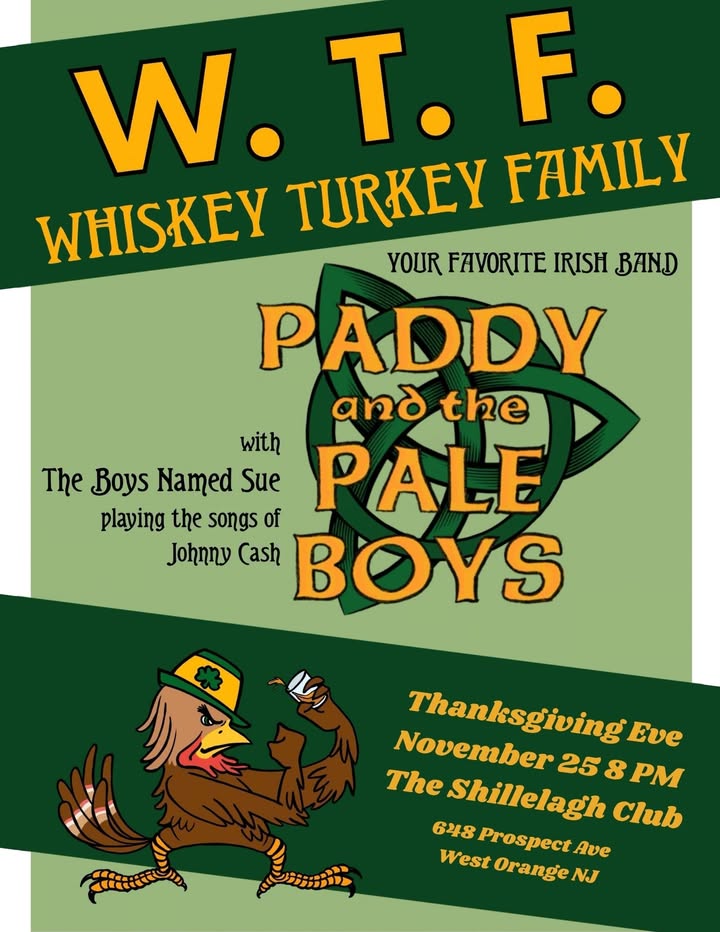 W. T. F.
WHISKEY TURKEY FAMILY
YOUR FAVORITE IRISH BAND
PADDY
and the
PALE
BOYS
with
The Boys Named Sue
playing the songs of
Johnny Cash
Thanksgiving Eve
November 25 8 PM
The Shillelagh Club
648 Prospect Ave
West Orange NJ